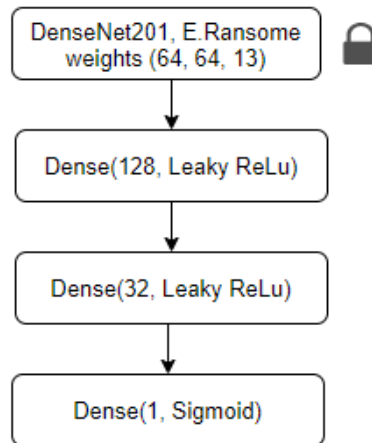 DenseNet201, E.Ransome
weights (64, 64, 13)
Dense(128, Leaky ReLu)
Dense(32, Leaky ReLu)
Dense(1, Sigmoid)